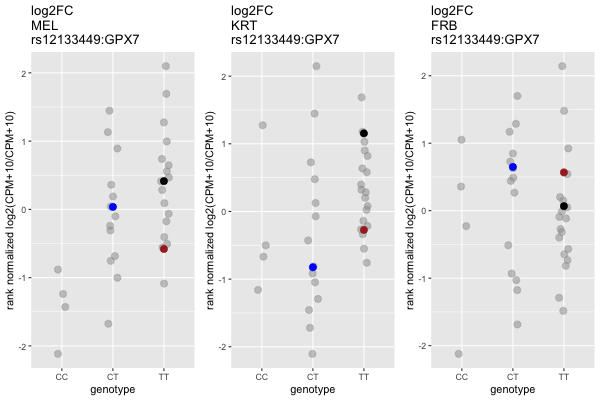 log2FC
MEL
rs12133449:GPX7
rank normalized log2(CPM+10/CPM+10)
2
1
0
-1
-2
CC CT TT
genotype
log2FC
KRT
rs12133449:GPX7
rank normalized log2(CPM+10/CPM+10)
2
1
0
-1
-2
CC CT TT
genotype
log2FC
FRB
rs12133449:GPX7
rank normalized log2(CPM+10/CPM+10)
2
1
0
-1
-2
CC CT TT
genotype